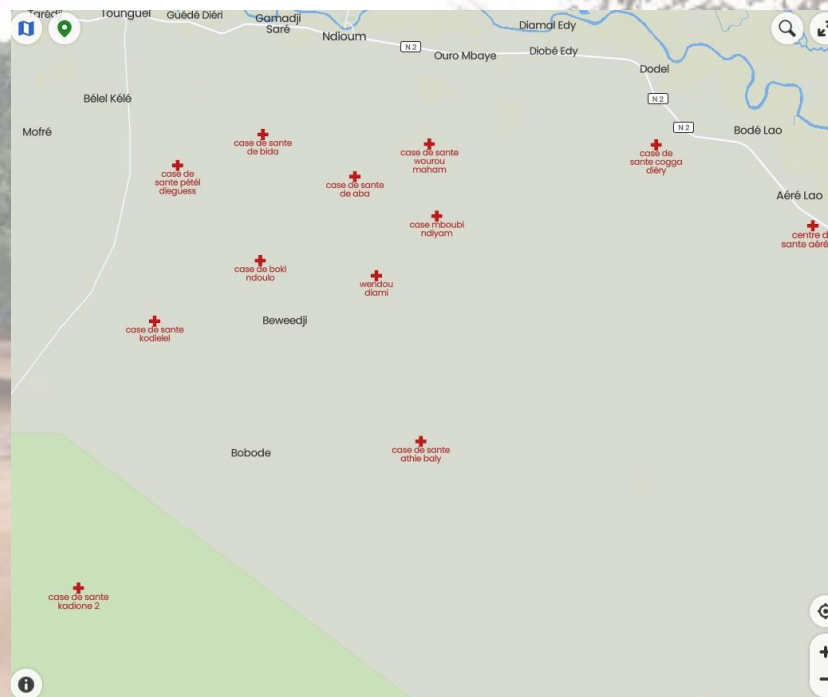 Tarédji
Tounguel
Guédé Diéri
Gamadji
Saré
Ndioum
N 2
Ouro Mbaye
Diamal Edy
Diobé Edy
Dodel
N 2
N 2
Bodé Lao
Aéré Lao
Bélel Kélé
Mofré
case de sante
de bida
case de
sante pétél
dieguess
case de sante
de aba
case de sante
wourou
maham
case de
sante cogga
diéry
case mboubi
ndiyam
centre d
sante aéré
case de boki
ndoulo
wendou
diami
case de sante
kodielel
Beweedji
Bobode
case de sante
athie baly
case de sante
kadione 2